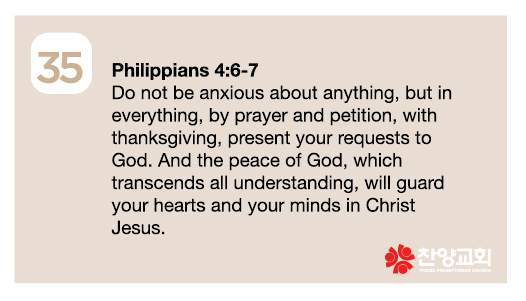 35
Philippians 4:6-7
Do not be anxious about anything, but in
everything, by prayer and petition, with
thanksgiving, present your requests to
God. And the peace of God, which
transcends all understanding, will guard
your hearts and your minds in Christ
Jesus.
찬양교회
PRAISE PRESBYTERIAN CHURCH